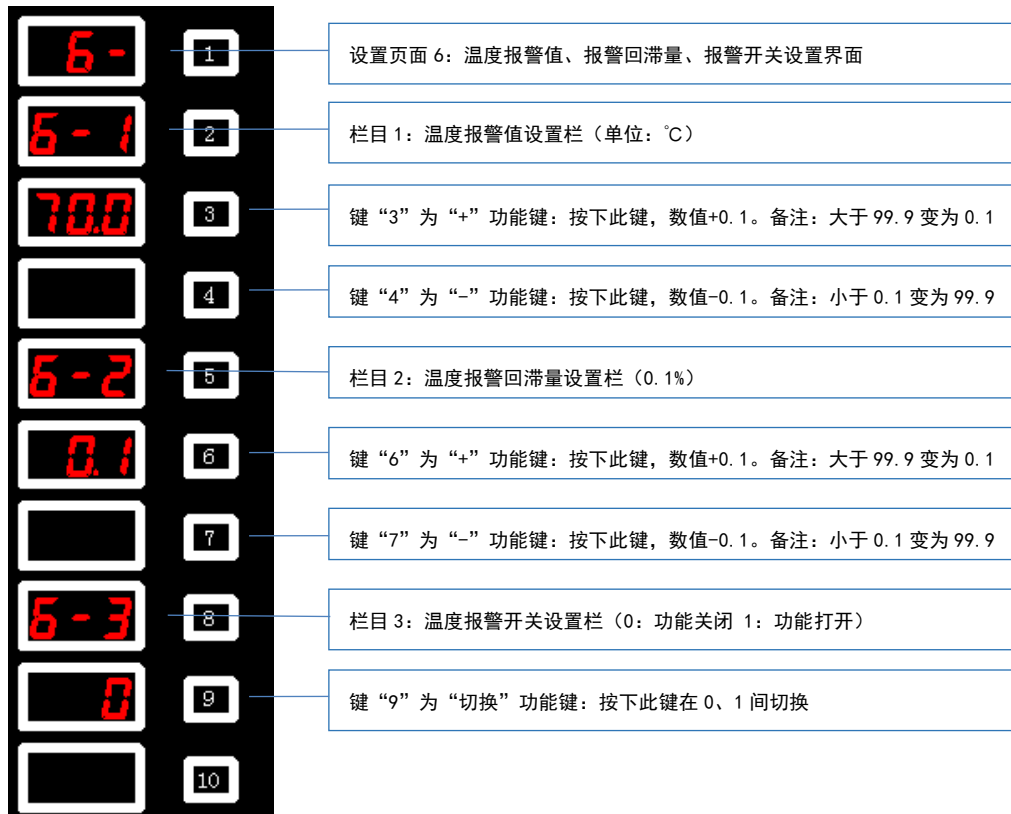 6-
1
设置页面 6: 温度报警值、报警回滞量、报警开关设置界面
6-1
2
栏目 1: 温度报警值设置栏（单位: ℃）
70.0
3
键“3”为“+”功能键: 按下此键, 数值+0.1。备注: 大于 99.9 变为 0.1
4
键“4”为“-”功能键: 按下此键, 数值-0.1。备注: 小于 0.1 变为 99.9
6-2
5
栏目 2: 温度报警回滞量设置栏（0.1%）
0.1
6
键“6”为“+”功能键: 按下此键, 数值+0.1。备注: 大于 99.9 变为 0.1
7
键“7”为“-”功能键: 按下此键, 数值-0.1。备注: 小于 0.1 变为 99.9
6-3
8
栏目 3: 温度报警开关设置栏（0: 功能关闭 1: 功能打开）
0
9
键“9”为“切换”功能键: 按下此键在 0、1 间切换
10